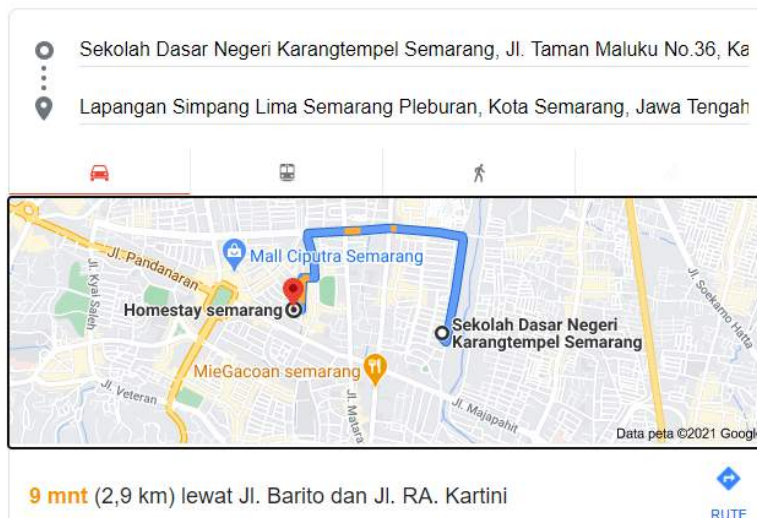 Sekolah Dasar Negeri Karangtempel Semarang, Jl. Taman Maluku No.36, Ka
Lapangan Simpang Lima Semarang Pleburan, Kota Semarang, Jawa Tengah
Jl. Pandanaran
Mall Ciputra Semarang
Jl. Kyai Saleh
Jl. Soekarno Hatta
Homestay semarang
Sekolah Dasar Negeri
Karangtempel Semarang
MieGacoan semarang
Jl. Veteran
Jl. Matara
Jl. Majapahit
Data peta ©2021 Google
9 mnt (2,9 km) lewat Jl. Barito dan Jl. RA. Kartini
RUTE